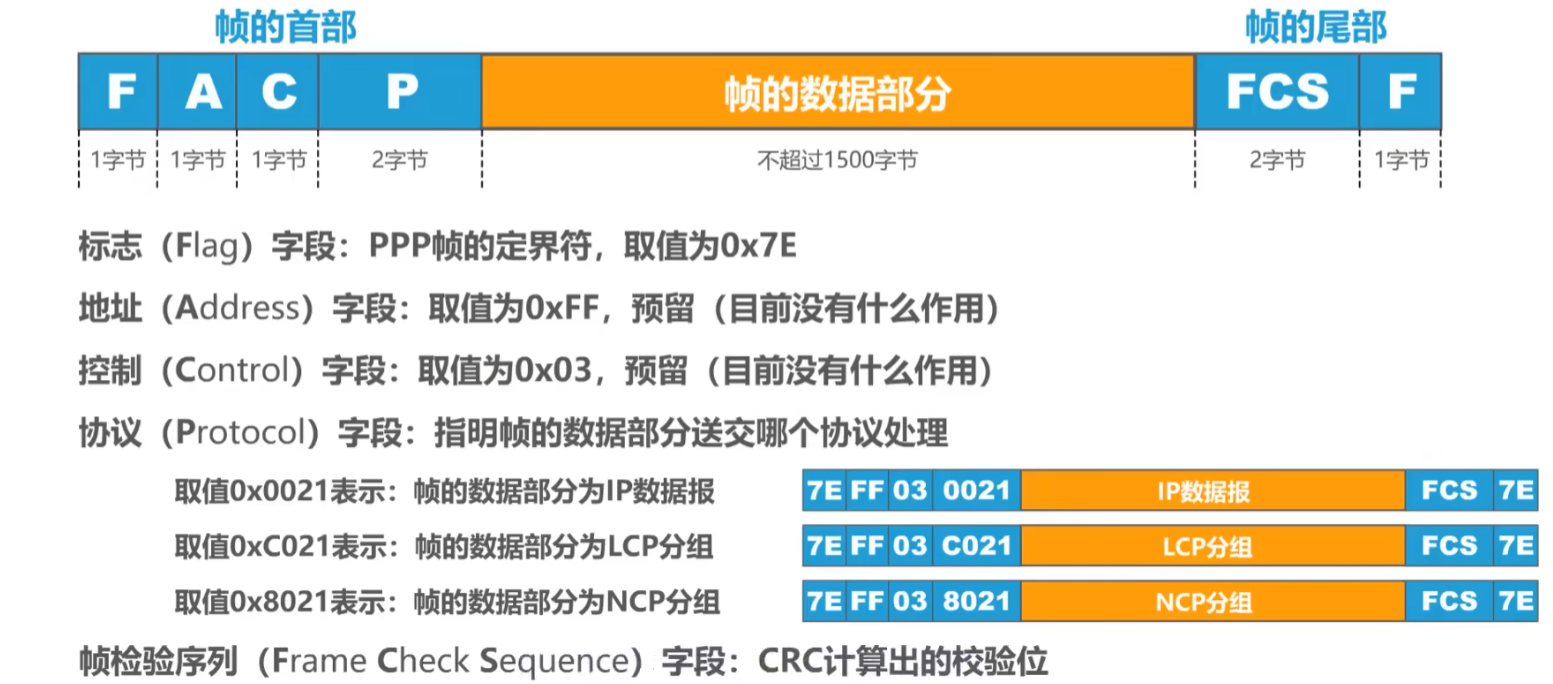 帧的首部 帧的尾部
F A C P 帧的数据部分 FCS F
1字节 1字节 1字节 2字节 不超过1500字节 2字节 1字节
标志（Flag）字段：PPP帧的定界符，取值为0x7E
地址（Address）字段：取值为0xFF，预留（目前没有什么作用）
控制（Control）字段：取值为0x03，预留（目前没有什么作用）
协议（Protocol）字段：指明帧的数据部分送交哪个协议处理
取值0x0021表示：帧的数据部分为IP数据报 7E FF 03 0021 IP数据报 FCS 7E
取值0xC021表示：帧的数据部分为LCP分组 7E FF 03 C021 LCP分组 FCS 7E
取值0x8021表示：帧的数据部分为NCP分组 7E FF 03 8021 NCP分组 FCS 7E
帧检验序列（Frame Check Sequence）字段：CRC计算出的校验位